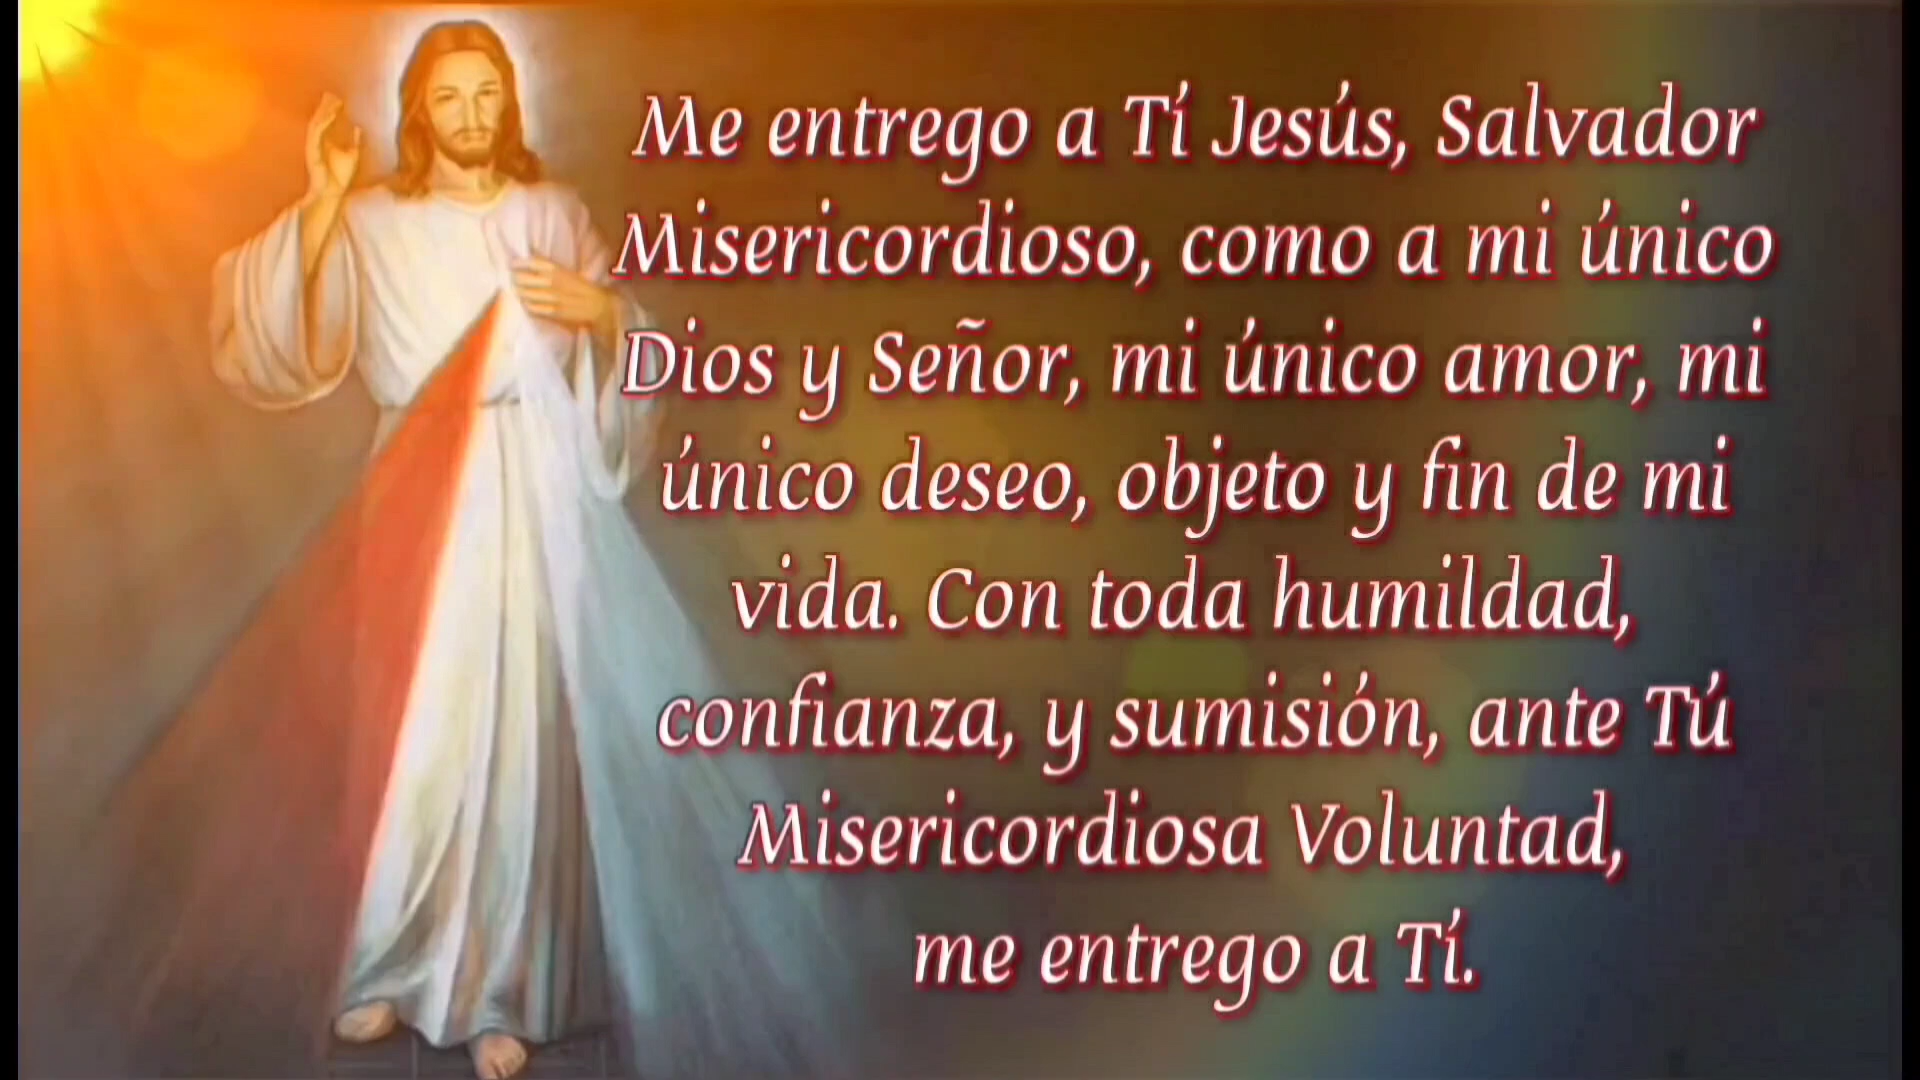 Me entrego a Tí Jesús, Salvador
Misericordioso, como a mi único
Dios y Señor, mi único amor, mi
único deseo, objeto y fin de mi
vida. Con toda humildad,
confianza, y sumisión, ante Tú
Misericordiosa Voluntad,
me entrego a Tí.